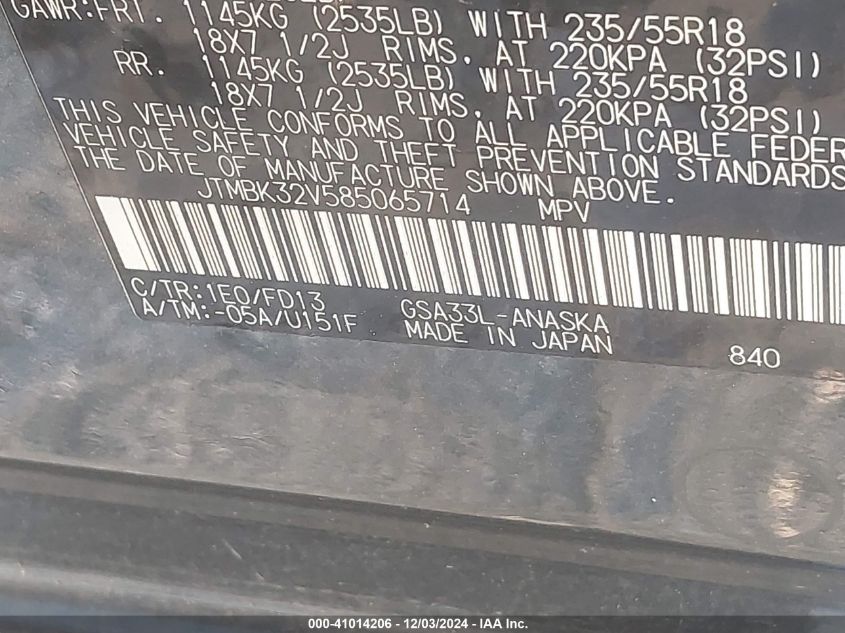 GAWR:FRT. 1145KG (2535LB) WITH 235/55R18
18X7 1/2J RIMS. AT 220KPA (32PSI)
RR. 1145KG (2535LB) WITH 235/55R18
18X7 1/2J RIMS. AT 220KPA (32PSI)
THIS VEHICLE CONFORMS TO ALL APPLICABLE FEDER
VEHICLE SAFETY AND THEFT PREVENTION STANDARDS
THE DATE OF MANUFACTURE SHOWN ABOVE.
JTMBK32V585065714 MPV
C/TR:1E0/FD13 GSA33L-ANASKA
A/TM:-05A/U151F MADE IN JAPAN 840
000-41014206 - 12/03/2024 - IAA Inc.